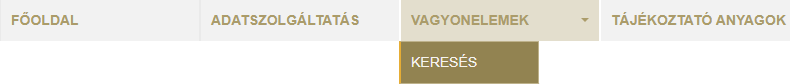 FŐOLDAL ADATSZOLGÁLTATÁS VAGYONELEMEK TÁJÉKOZTATÓ ANYAGOK
KERESÉS